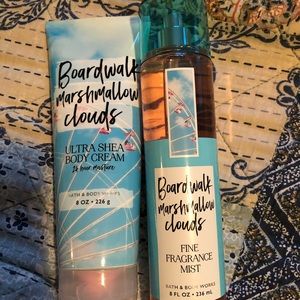 Boardwalk
marshmallow
clouds
ULTRA SHEA
BODY CREAM
24 hour moisture
BATH & BODY WORKS
8 OZ • 226 g
Boardwalk
marshmallow
clouds
FINE
FRAGRANCE
MIST
BATH & BODY WORKS
8 FL OZ • 236 mL